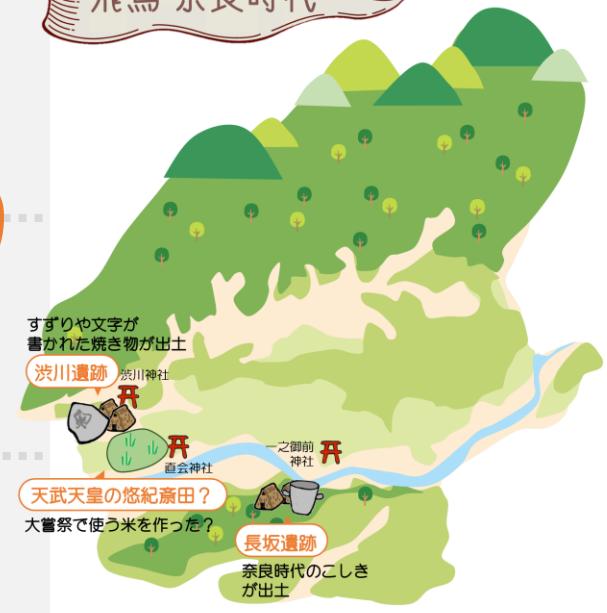 飛鳥 奈良時代
すずりや文字が
書かれた焼き物が出土
渋川遺跡
渋川神社
直会神社
一之御前
神社
天武天皇の悠紀斎田？
大嘗祭で使う米を作った？
長坂遺跡
奈良時代のこしき
が出土